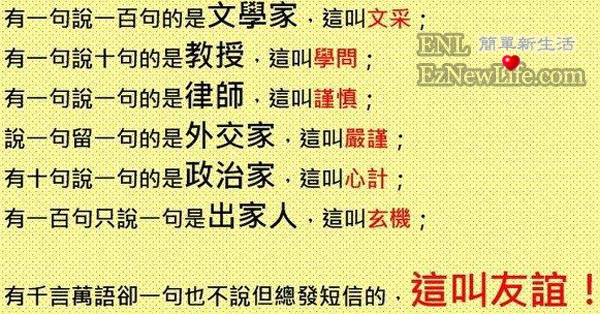 有一句說一百句的是文學家，這叫文采；
ENL 簡單新生活
有一句說十句的是教授，這叫學問；
EzNewLife.com
有一句說一句的是律師，這叫謹慎；
說一句留一句的是外交家，這叫嚴謹；
有十句說一句的是政治家，這叫心計；
有一百句只說一句是出家人，這叫玄機；
有千言萬語卻一句也不說但總發短信的，這叫友誼！